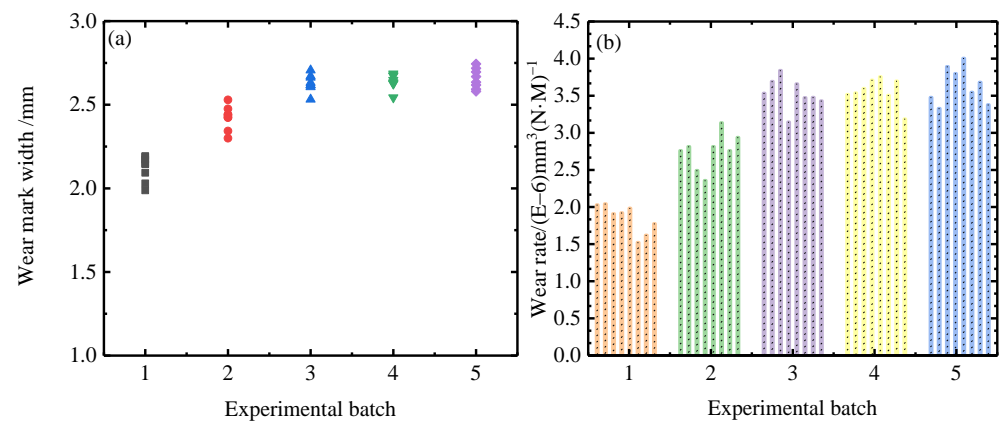 (a)
3.0
2.5
2.0
1.5
1.0
Wear mark width /mm
1 2 3 4 5
Experimental batch
(b)
4.5
4.0
3.5
3.0
2.5
2.0
1.5
1.0
0.5
0.0
Wear rate/(E−6)mm³(N·M)⁻¹
1 2 3 4 5
Experimental batch